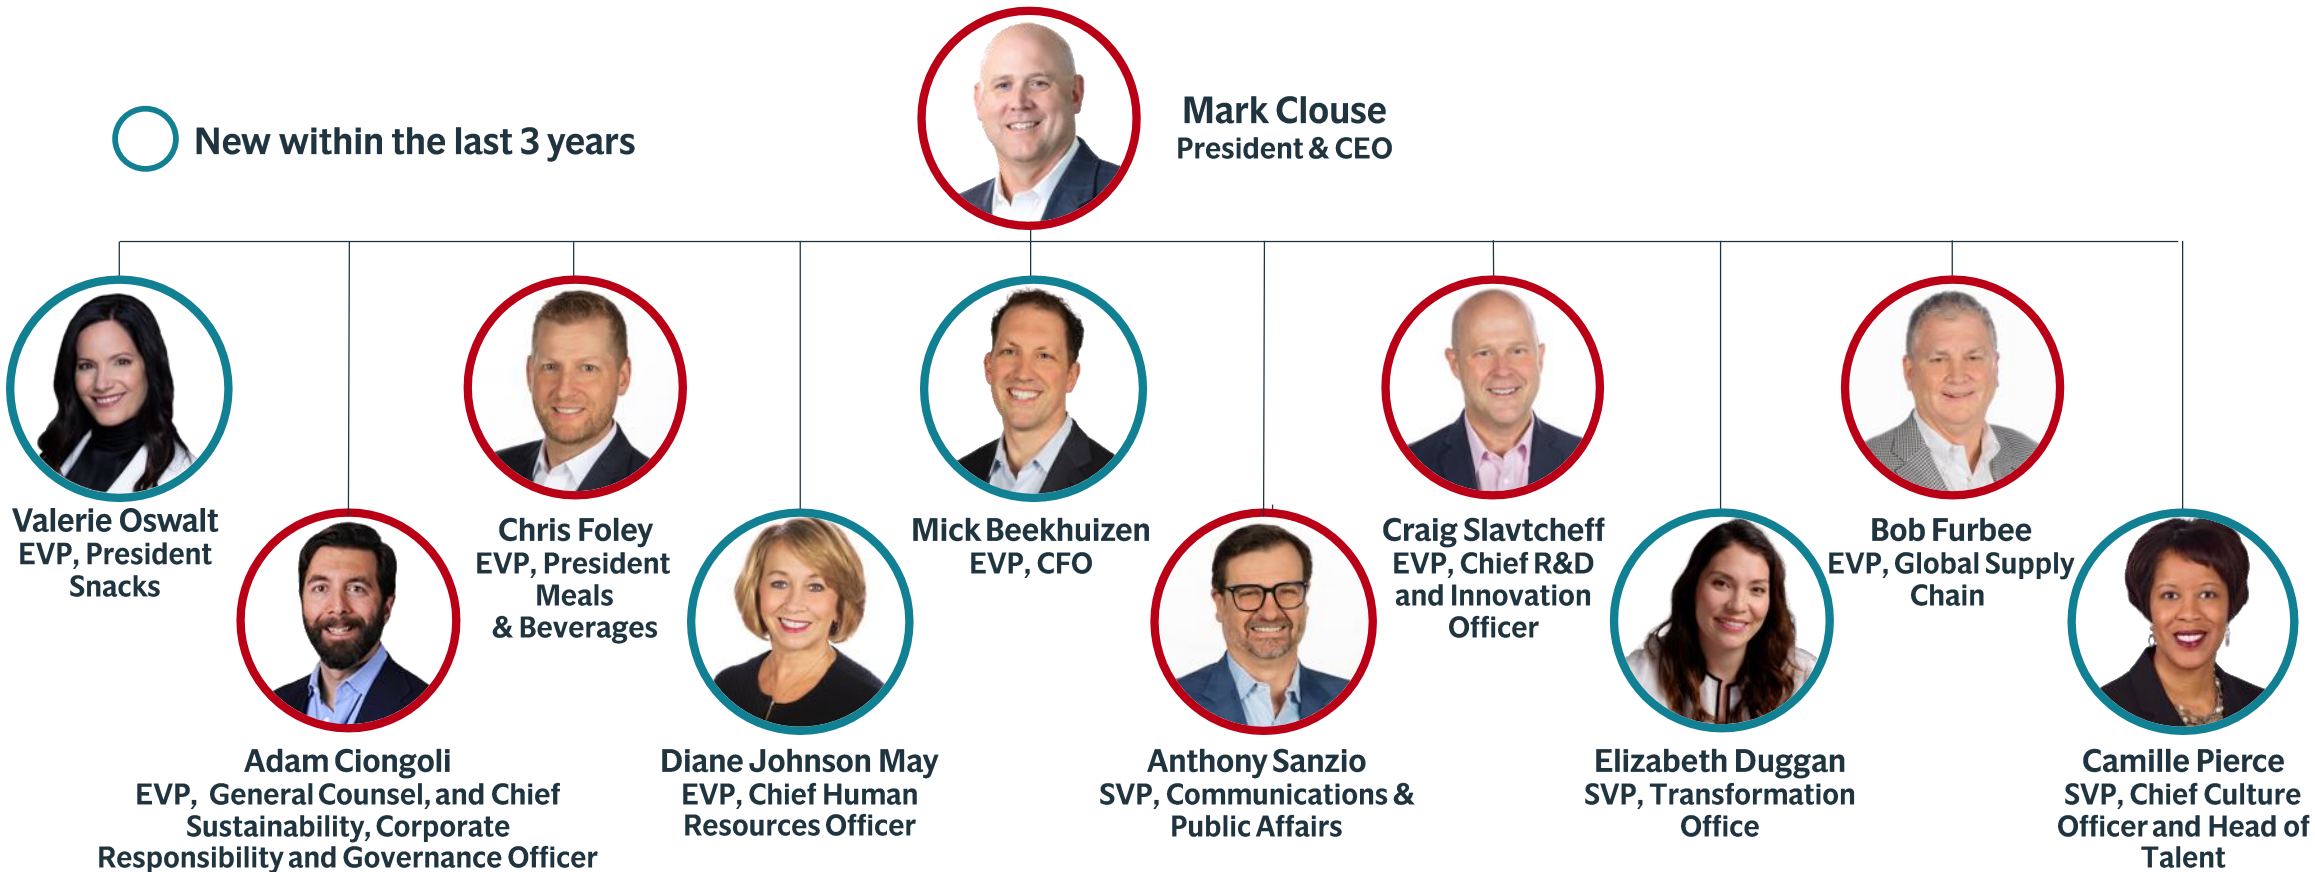 New within the last 3 years
Mark Clouse
President & CEO
Valerie Oswalt
EVP, President
Snacks
Adam Ciongoli
EVP, General Counsel, and Chief
Sustainability, Corporate
Responsibility and Governance Officer
Chris Foley
EVP, President
Meals
& Beverages
Diane Johnson May
EVP, Chief Human
Resources Officer
Mick Beekhuizen
EVP, CFO
Anthony Sanzio
SVP, Communications &
Public Affairs
Craig Slavtcheff
EVP, Chief R&D
and Innovation
Officer
Elizabeth Duggan
SVP, Transformation
Office
Bob Furbee
EVP, Global Supply
Chain
Camille Pierce
SVP, Chief Culture
Officer and Head of
Talent